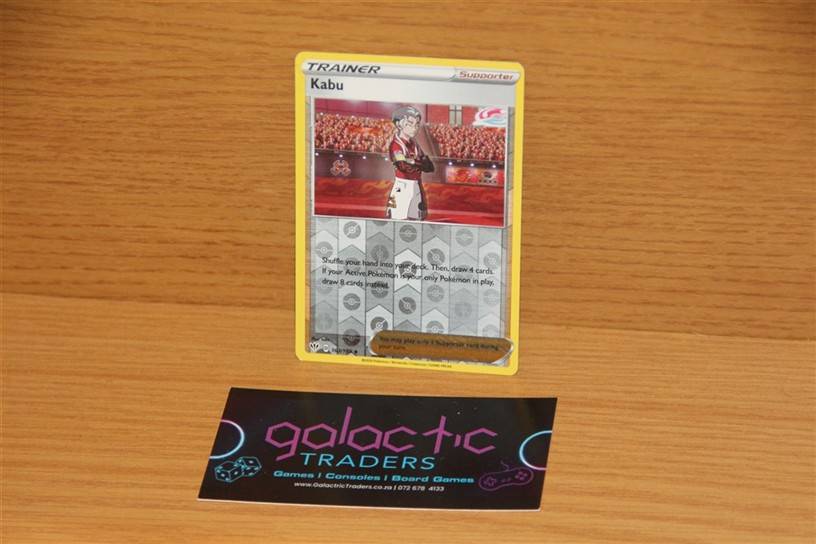 TRAINER
Supporter
Kabu
Shuffle your hand into your deck. Then, draw 4 cards.
If your Active Pokémon is your only Pokémon in play,
draw 8 cards instead.
You may play only 1 Supporter card during
your turn.
galactic
TRADERS
Games | Consoles | Board Games
www.GalacticTraders.co.za | 072 678 4133